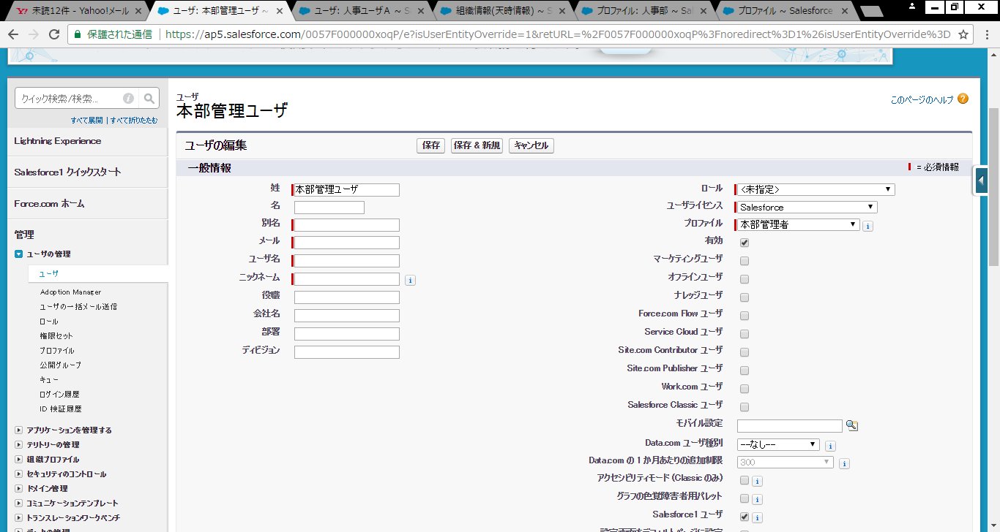 未読12件 - Yahoo!メール
ユーザ: 本部管理ユーザ ~
ユーザ: 人事ユーザA ~ S
組織情報(天時情報) ~ S
プロファイル: 人事部 ~ Sal
プロファイル ~ Salesforce
保護された通信
https://ap5.salesforce.com/0057F000000xoqP/e?isUserEntityOverride=1&retURL=%2F0057F000000xoqP%3Fnoredirect%3D1%26isUserEntityOverride%3D
クイック検索/検索...
すべて展開 | すべて折りたたむ
Lightning Experience
Salesforce1 クイックスタート
Force.com ホーム
管理
ユーザの管理
ユーザ
Adoption Manager
ユーザの一括メール送信
ロール
権限セット
プロファイル
公開グループ
キュー
ログイン履歴
ID 検証履歴
アプリケーションを管理する
テリトリーの管理
組織プロファイル
セキュリティのコントロール
ドメイン管理
コミュニケーションテンプレート
トランスレーションワークベンチ
データの管理
ユーザ
本部管理ユーザ
このページのヘルプ
ユーザの編集
保存
保存 & 新規
キャンセル
一般情報
= 必須情報
姓 本部管理ユーザ
名
別名
メール
ユーザ名
ニックネーム
役職
会社名
部署
ディビジョン
ロール <未指定>
ユーザライセンス Salesforce
プロファイル 本部管理者
有効
マーケティングユーザ
オフラインユーザ
ナレッジユーザ
Force.com Flow ユーザ
Service Cloud ユーザ
Site.com Contributor ユーザ
Site.com Publisher ユーザ
Work.com ユーザ
Salesforce Classic ユーザ
モバイル設定
Data.com ユーザ種別 --なし--
Data.com の 1 か月あたりの追加制限 300
アクセシビリティモード (Classic のみ)
グラフの色覚障害者用パレット
Salesforce1 ユーザ
設定画面をデフォルトページに設定